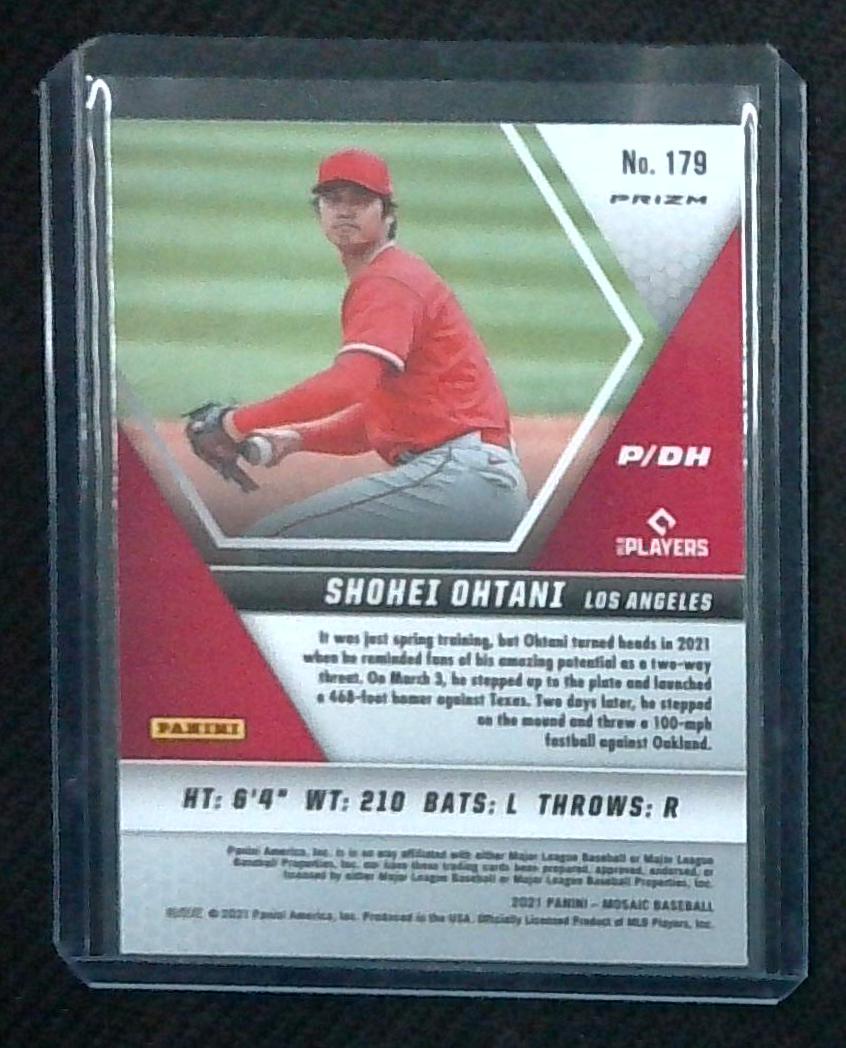 No. 179
PRIZM
P/DH
PLAYERS
SHOHEI OHTANI LOS ANGELES
It was just spring training, but Ohtani turned heads in 2021
when he reminded fans of his amazing potential as a two-way
threat. On March 3, he stepped up to the plate and launched
a 468-foot homer against Texas. Two days later, he stepped
on the mound and threw a 100-mph
fastball against Oakland.
PANINI
HT: 6'4" WT: 210 BATS: L THROWS: R
Panini America, Inc. is in no way affiliated with either Major League Baseball or Major League
Baseball Properties, Inc. nor have these trading cards been prepared, approved, endorsed, or
licensed by either Major League Baseball or Major League Baseball Properties, Inc.
2021 PANINI – MOSAIC BASEBALL
© 2021 Panini America, Inc. Produced in the USA. Officially Licensed Product of MLB Players, Inc.